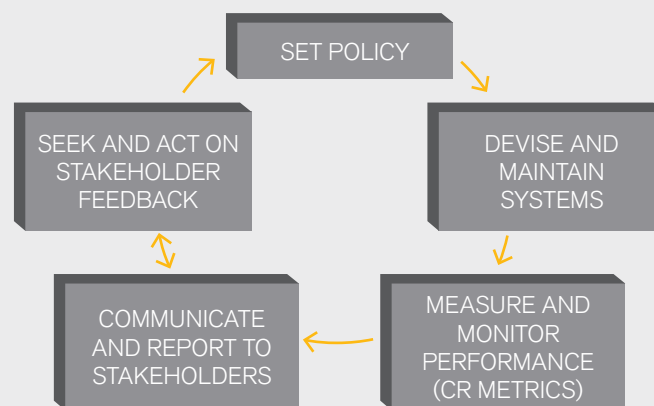 SET POLICY
SEEK AND ACT ON
STAKEHOLDER
FEEDBACK
DEVISE AND
MAINTAIN
SYSTEMS
COMMUNICATE
AND REPORT TO
STAKEHOLDERS
MEASURE AND
MONITOR
PERFORMANCE
(CR METRICS)